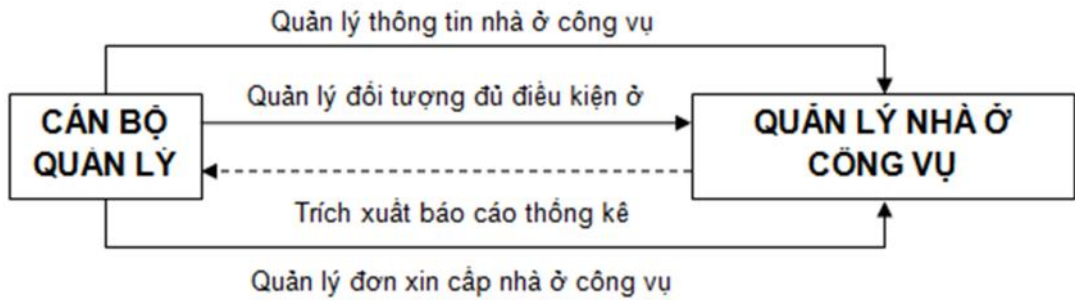 Quản lý thông tin nhà ở công vụ
Quản lý đối tượng đủ điều kiện ở
CÁN BỘ
QUẢN LÝ
QUẢN LÝ NHÀ Ở
CÔNG VỤ
Trích xuất báo cáo thống kê
Quản lý đơn xin cấp nhà ở công vụ